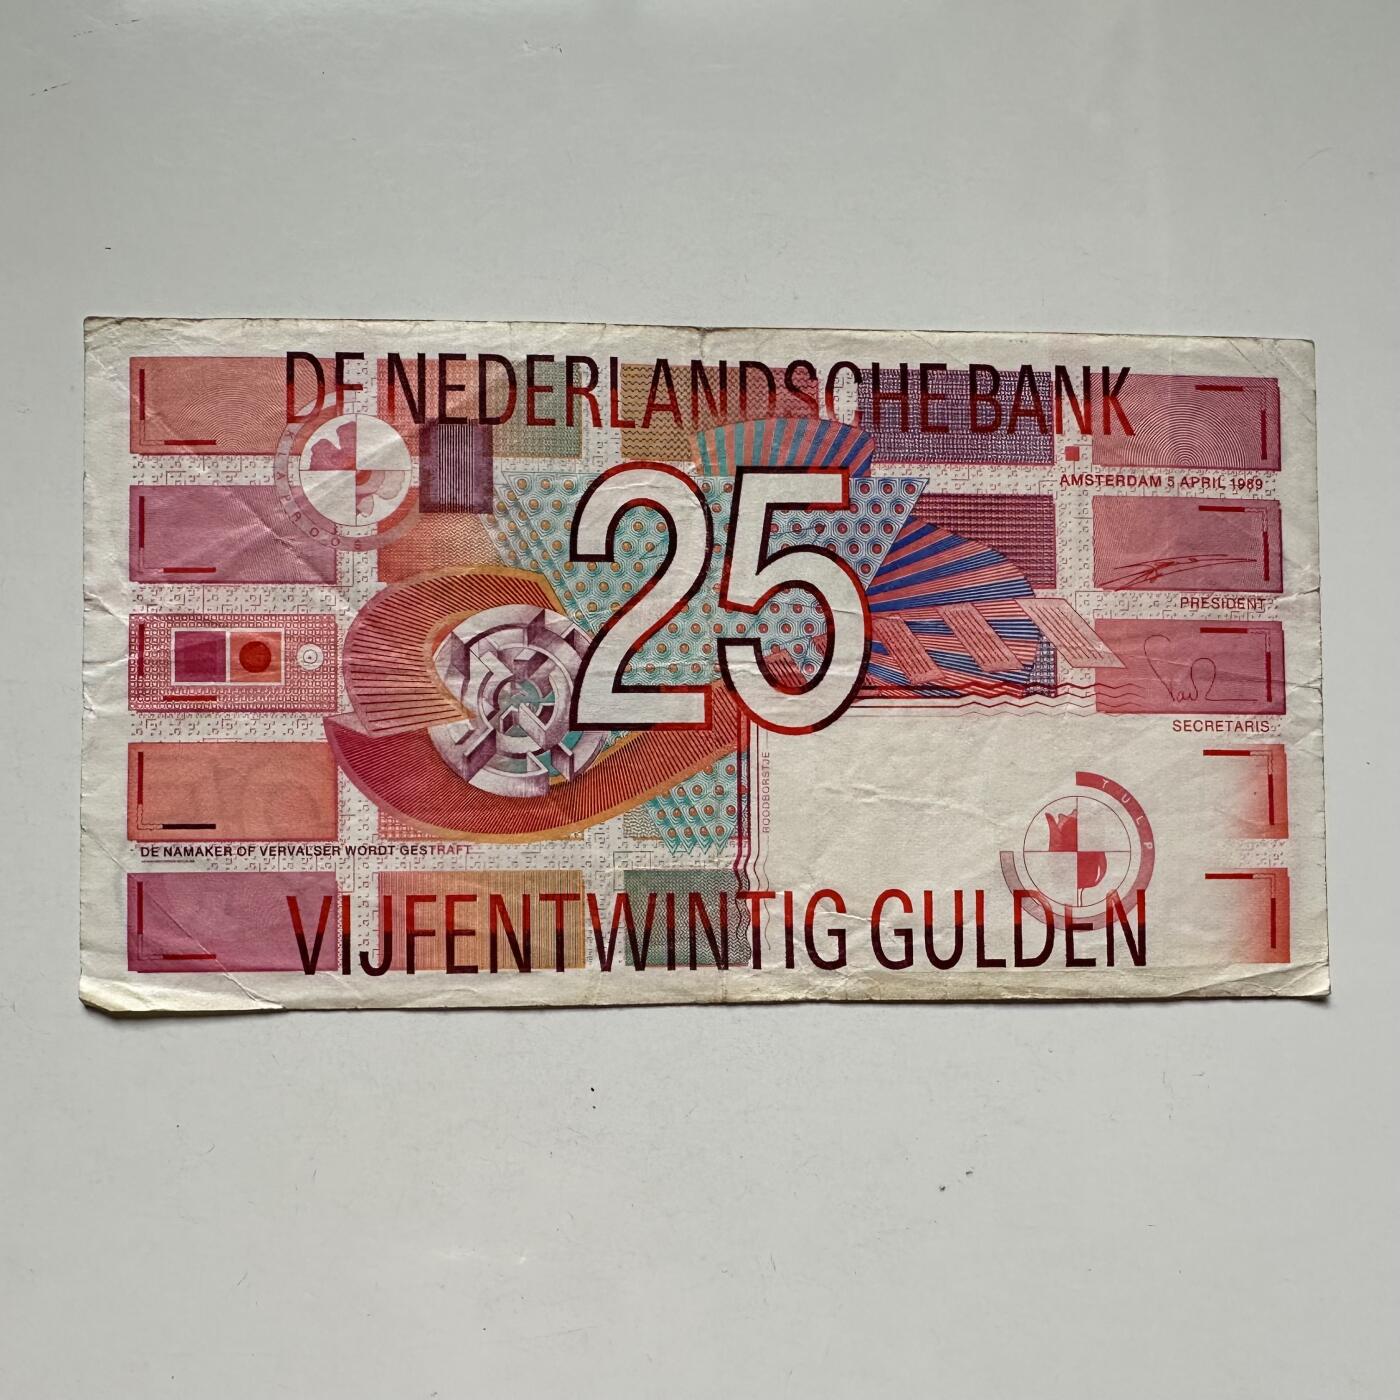 DE NEDERLANDSCHE BANK
KLAPROOS
25
AMSTERDAM 5 APRIL 1989
PRESIDENT
SECRETARIS
ROODBORSTJE
TULP
DE NAMAKER OF VERVALSER WORDT GESTRAFT
VIJFENTWINTIG GULDEN